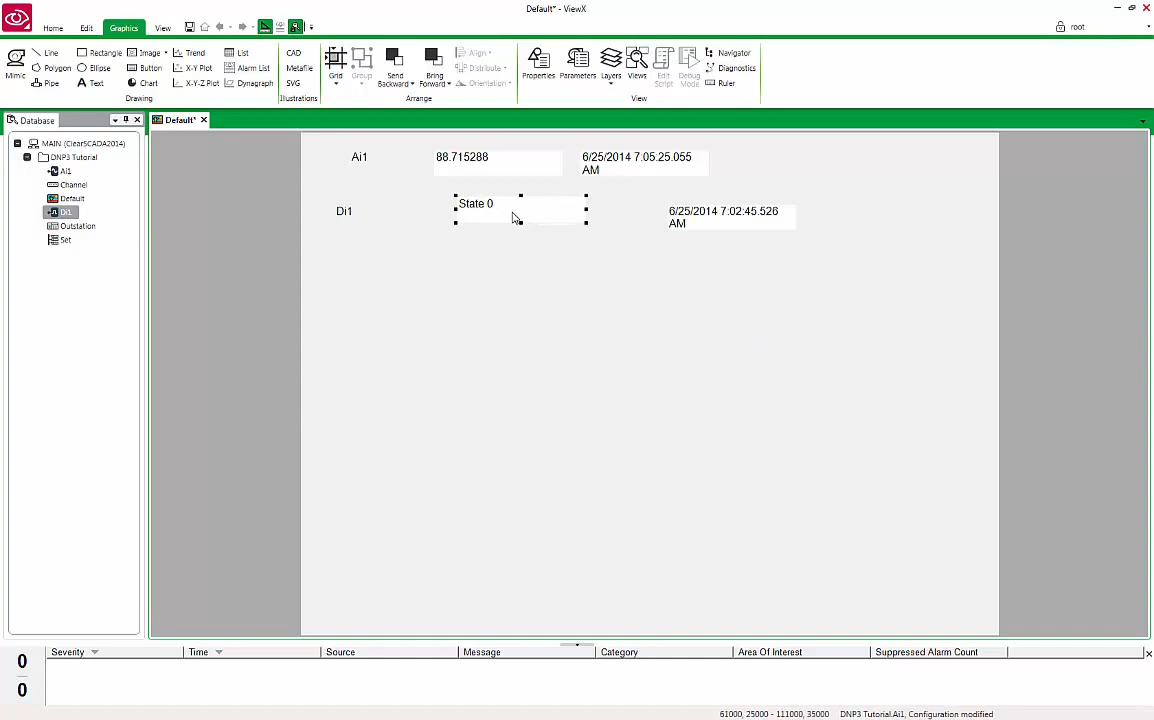 Default* - ViewX
Home Edit Graphics View
root
Mimic
Line Rectangle Image Trend List
Polygon Ellipse Button X-Y Plot Alarm List
Pipe Text Chart X-Y-Z Plot Dynagraph
Drawing
CAD
Metafile
SVG
Illustrations
Grid Group Send Backward Bring Forward
Align
Distribute
Orientation
Arrange
Properties Parameters Layers Views Edit Script Debug Mode
Navigator
Diagnostics
Ruler
View
Database
Default*
MAIN (ClearSCADA2014)
DNP3 Tutorial
Ai1
Channel
Default
Di1
Outstation
Set
Ai1 88.715288 6/25/2014 7:05:25.055
AM
Di1 State 0 6/25/2014 7:02:45.526
AM
0
0
Severity Time Source Message Category Area Of Interest Suppressed Alarm Count
61000, 25000 - 111000, 35000 DNP3 Tutorial.Ai1, Configuration modified